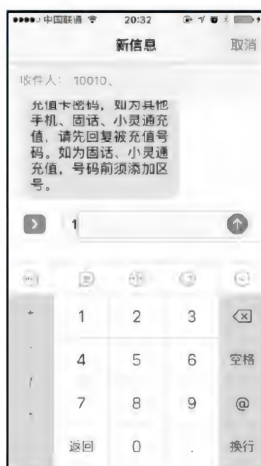 中国联通 20:32
新信息 取消
收件人: 10010、
充值卡密码, 如为其他
手机、固话、小灵通充
值, 请先回复被充值号
码。如为固话、小灵通
充值, 号码前须添加区
号。
1
1 2 3
4 5 6 空格
/
7 8 9 @
返回 0 . 换行